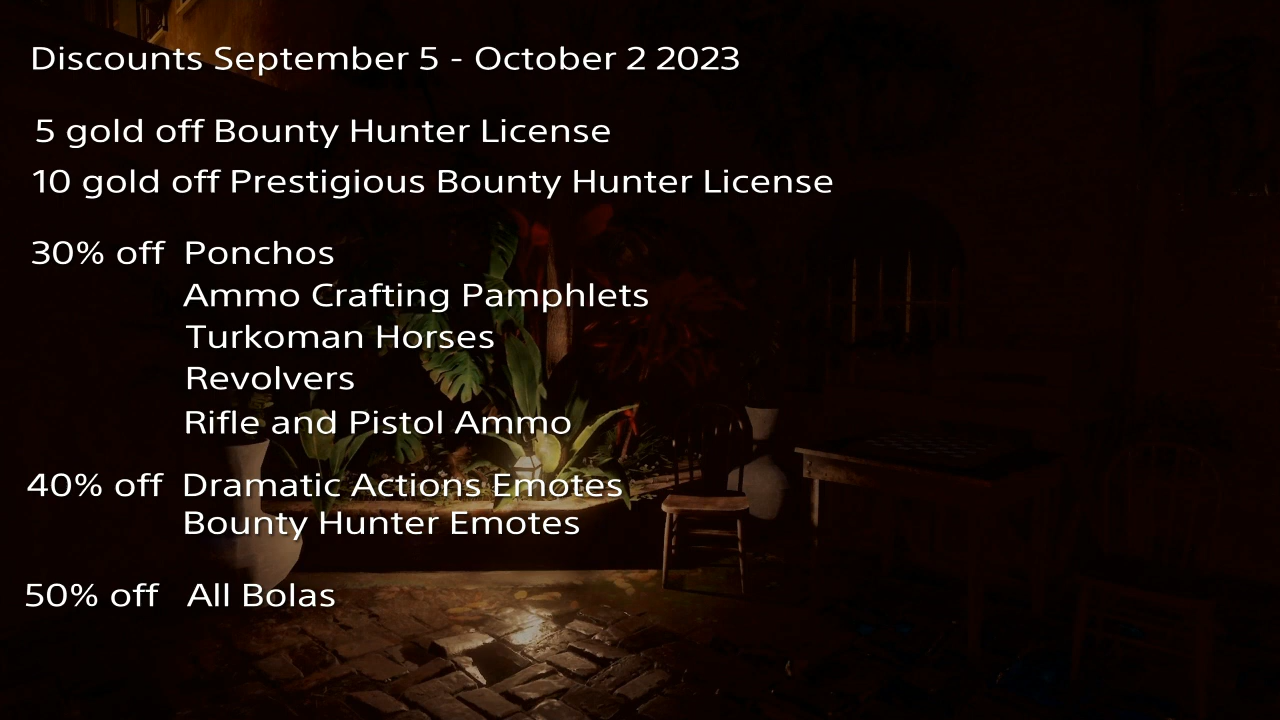 Discounts September 5 - October 2 2023
5 gold off Bounty Hunter License
10 gold off Prestigious Bounty Hunter License
30% off Ponchos
Ammo Crafting Pamphlets
Turkoman Horses
Revolvers
Rifle and Pistol Ammo
40% off Dramatic Actions Emotes
Bounty Hunter Emotes
50% off All Bolas